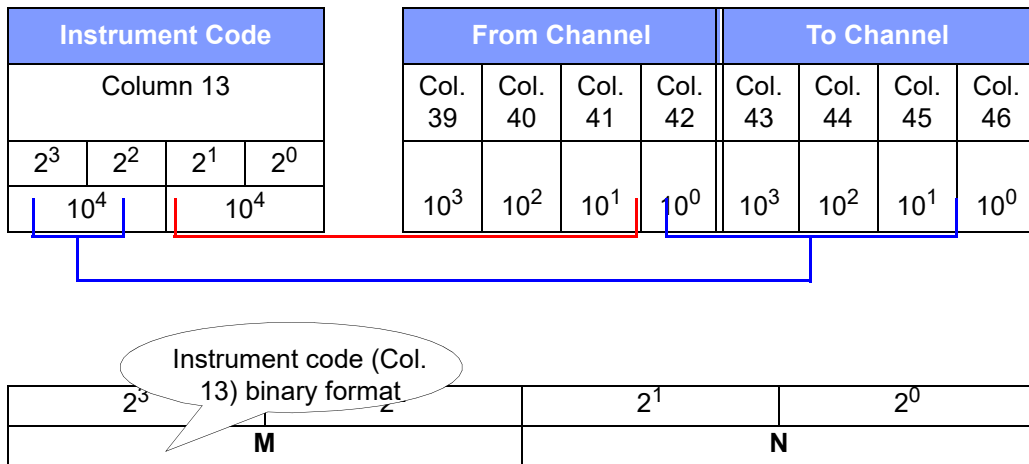 Instrument Code
From Channel To Channel
Column 13
Col. 39 Col. 40 Col. 41 Col. 42 Col. 43 Col. 44 Col. 45 Col. 46
2³ 2² 2¹ 2⁰
10⁴ 10⁴ 10³ 10² 10¹ 10⁰ 10³ 10² 10¹ 10⁰
Instrument code (Col.
13) binary format
2³ 2 2¹ 2⁰
M N